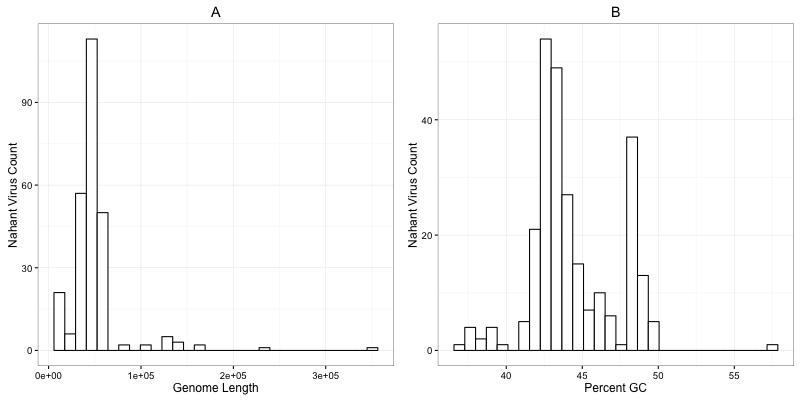 A
Nahant Virus Count
90
60
30
0
0e+00 1e+05 2e+05 3e+05
Genome Length
B
Nahant Virus Count
40
20
0
40 45 50 55
Percent GC